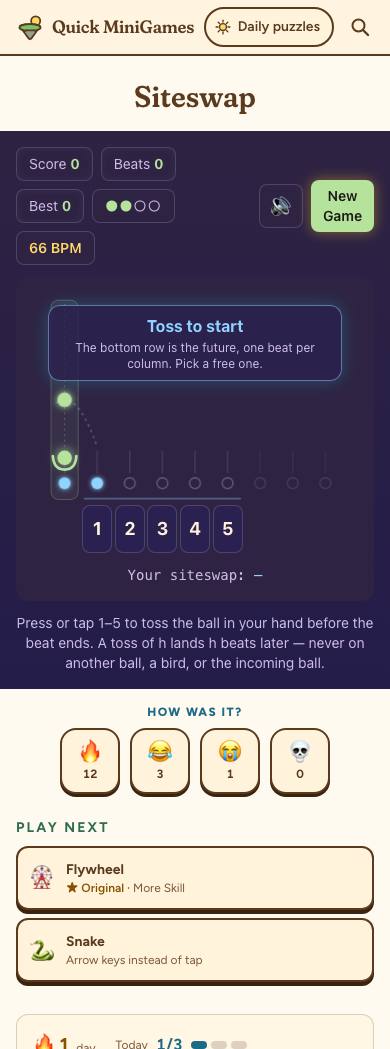 Quick MiniGames
Daily puzzles
Siteswap
Score 0
Beats 0
Best 0
66 BPM
New
Game
Toss to start
The bottom row is the future, one beat per
column. Pick a free one.
1 2 3 4 5
Your siteswap: –
Press or tap 1–5 to toss the ball in your hand before the
beat ends. A toss of h lands h beats later — never on
another ball, a bird, or the incoming ball.
HOW WAS IT?
12
3
1
0
PLAY NEXT
Flywheel
Original · More Skill
Snake
Arrow keys instead of tap
1 day
Today 1/3